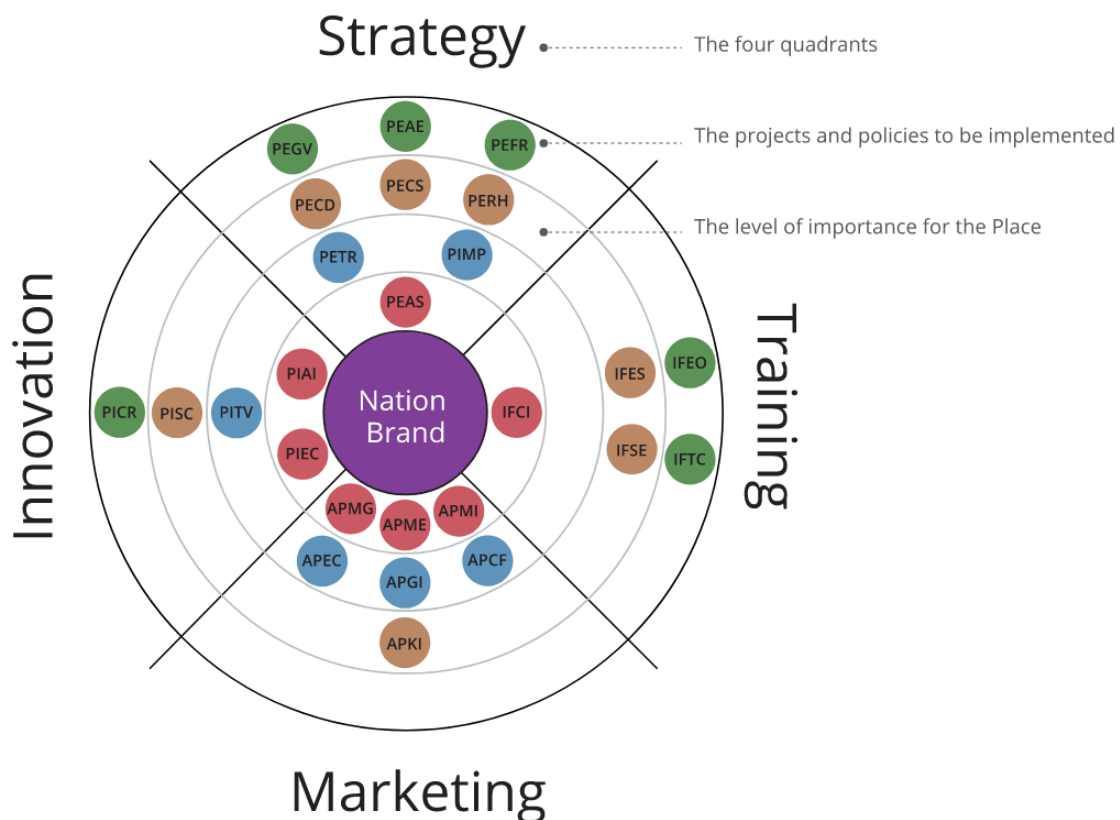 Strategy
The four quadrants
PEAE
PEGV
PEFR
The projects and policies to be implemented
PECS
PECD
PERH
The level of importance for the Place
PETR
PIMP
PEAS
Innovation
Training
PIAI
IFES
IFEO
PICR
PISC
PITV
Nation
Brand
IFCI
PIEC
IFSE
IFTC
APMG
APME
APMI
APEC
APGI
APCF
APKI
Marketing